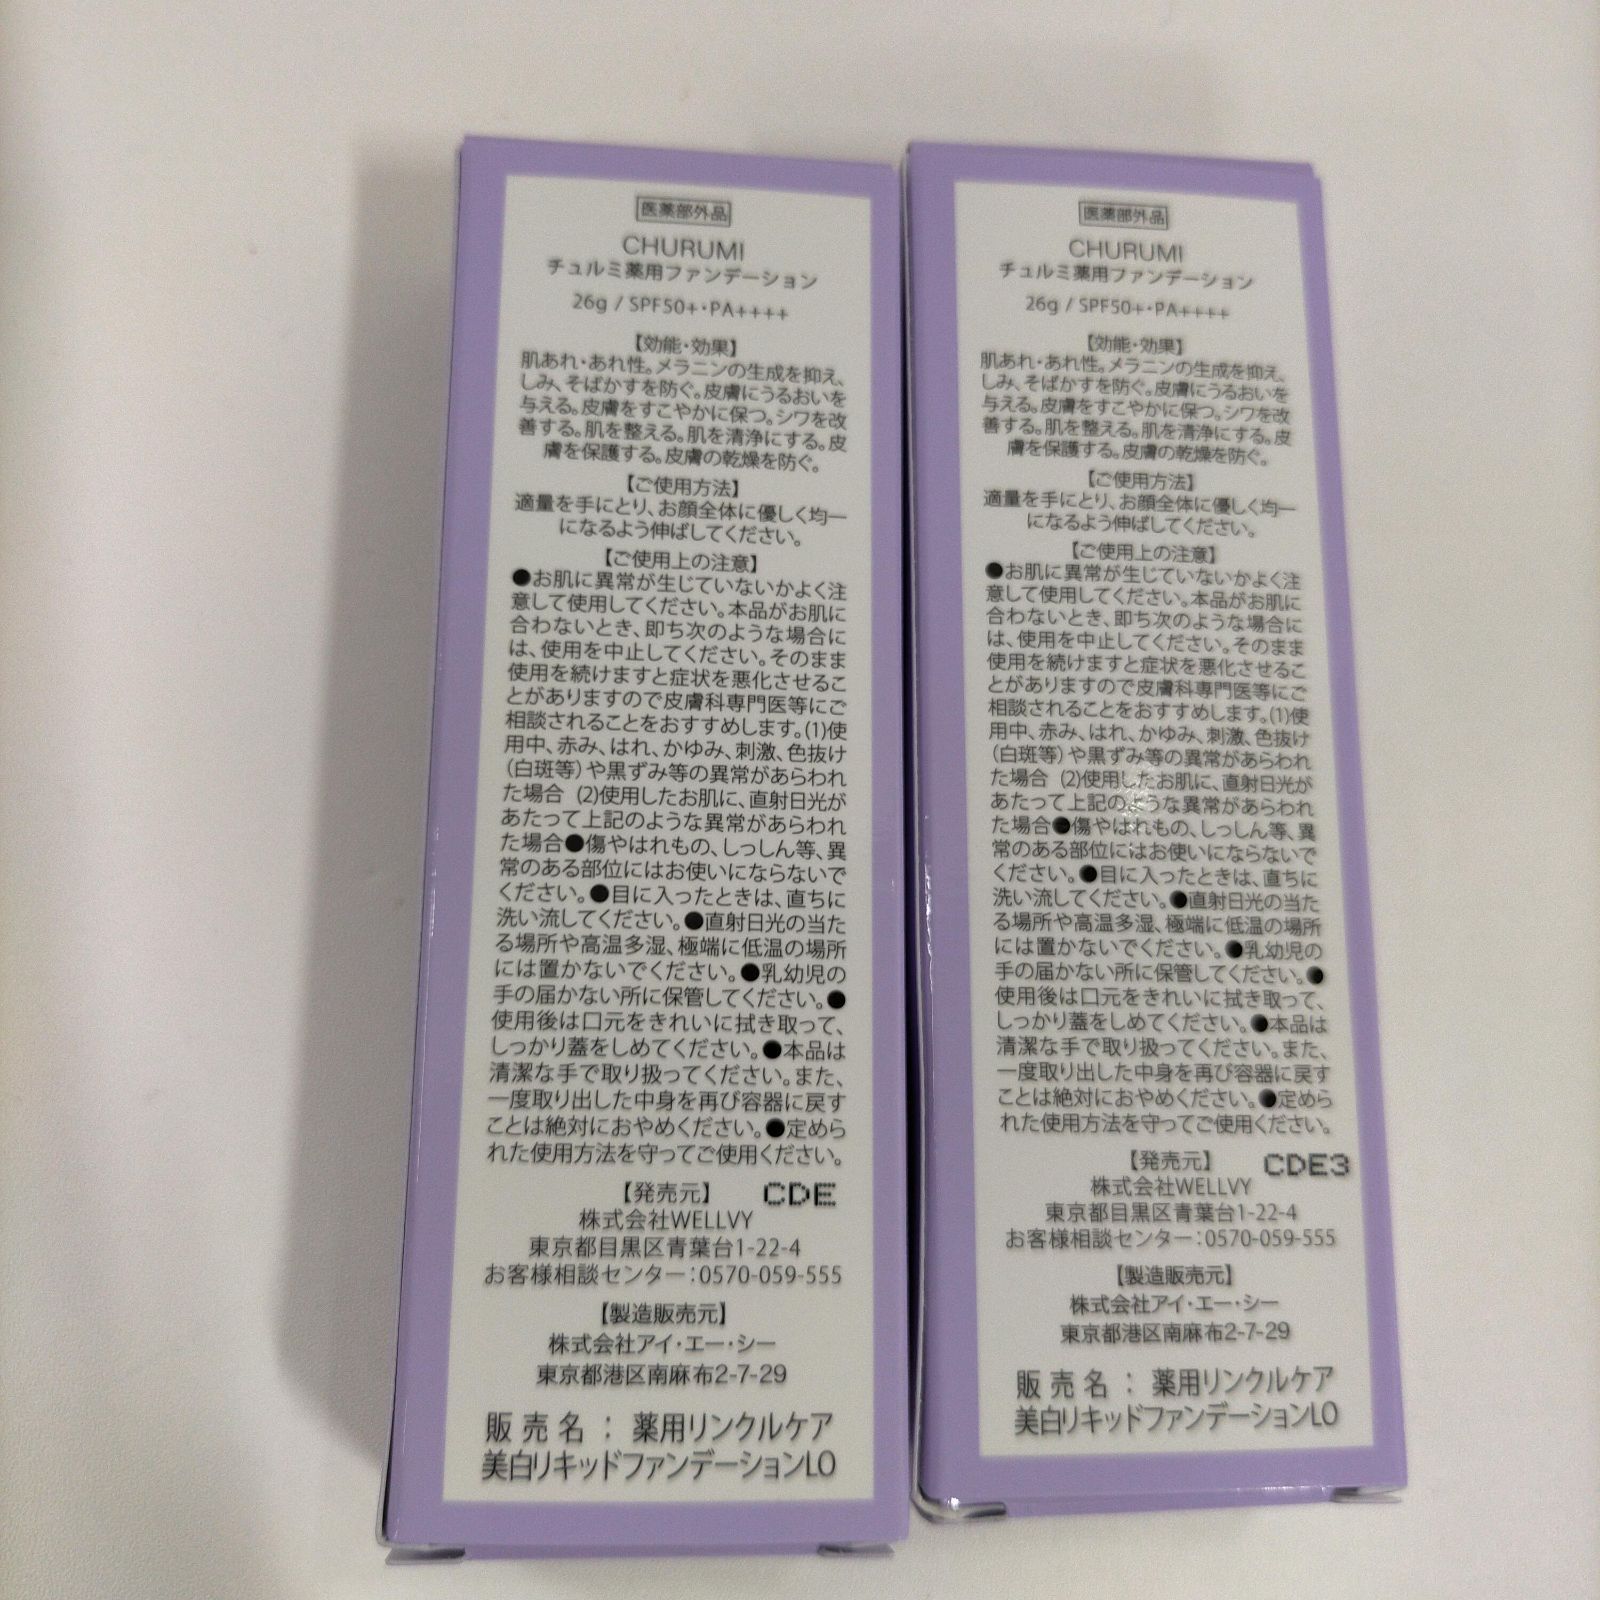 医薬部外品
CHURUMI
チュルミ薬用ファンデーション
26g / SPF50+・PA++++
【効能・効果】
肌あれ・あれ性。メラニンの生成を抑え、
しみ、そばかすを防ぐ。皮膚にうるおいを
与える。皮膚をすこやかに保つ。シワを改
善する。肌を整える。肌を清浄にする。皮
膚を保護する。皮膚の乾燥を防ぐ。
【ご使用方法】
適量を手にとり、お顔全体に優しく均一
になるよう伸ばしてください。
【ご使用上の注意】
●お肌に異常が生じていないかよく注
意して使用してください。本品がお肌に
合わないとき、即ち次のような場合に
は、使用を中止してください。そのまま
使用を続けますと症状を悪化させるこ
とがありますので皮膚科専門医等にご
相談されることをおすすめします。(1)使
用中、赤み、はれ、かゆみ、刺激、色抜け
（白斑等）や黒ずみ等の異常があらわれ
た場合 (2)使用したお肌に、直射日光が
あたって上記のような異常があらわれ
た場合●傷やはれもの、しっしん等、異
常のある部位にはお使いにならないで
ください。●目に入ったときは、直ちに
洗い流してください。●直射日光の当た
る場所や高温多湿、極端に低温の場所
には置かないでください。●乳幼児の
手の届かない所に保管してください。●
使用後は口元をきれいに拭き取って、
しっかり蓋をしめてください。●本品は
清潔な手で取り扱ってください。また、
一度取り出した中身を再び容器に戻す
ことは絶対におやめください。●定めら
れた使用方法を守ってご使用ください。
【発売元】 CDE
株式会社WELLVY
東京都目黒区青葉台1-22-4
お客様相談センター：0570-059-555
【製造販売元】
株式会社アイ・エー・シー
東京都港区南麻布2-7-29
販売名：薬用リンクルケア
美白リキッドファンデーションLO
医薬部外品
CHURUMI
チュルミ薬用ファンデーション
26g / SPF50+・PA++++
【効能・効果】
肌あれ・あれ性。メラニンの生成を抑え、
しみ、そばかすを防ぐ。皮膚にうるおいを
与える。皮膚をすこやかに保つ。シワを改
善する。肌を整える。肌を清浄にする。皮
膚を保護する。皮膚の乾燥を防ぐ。
【ご使用方法】
適量を手にとり、お顔全体に優しく均一
になるよう伸ばしてください。
【ご使用上の注意】
●お肌に異常が生じていないかよく注
意して使用してください。本品がお肌に
合わないとき、即ち次のような場合に
は、使用を中止してください。そのまま
使用を続けますと症状を悪化させるこ
とがありますので皮膚科専門医等にご
相談されることをおすすめします。(1)使
用中、赤み、はれ、かゆみ、刺激、色抜け
（白斑等）や黒ずみ等の異常があらわれ
た場合 (2)使用したお肌に、直射日光が
あたって上記のような異常があらわれ
た場合●傷やはれもの、しっしん等、異
常のある部位にはお使いにならないで
ください。●目に入ったときは、直ちに
洗い流してください。●直射日光の当た
る場所や高温多湿、極端に低温の場所
には置かないでください。●乳幼児の
手の届かない所に保管してください。●
使用後は口元をきれいに拭き取って、
しっかり蓋をしめてください。●本品は
清潔な手で取り扱ってください。また、
一度取り出した中身を再び容器に戻す
ことは絶対におやめください。●定めら
れた使用方法を守ってご使用ください。
【発売元】 CDE3
株式会社WELLVY
東京都目黒区青葉台1-22-4
お客様相談センター：0570-059-555
【製造販売元】
株式会社アイ・エー・シー
東京都港区南麻布2-7-29
販売名：薬用リンクルケア
美白リキッドファンデーションLO